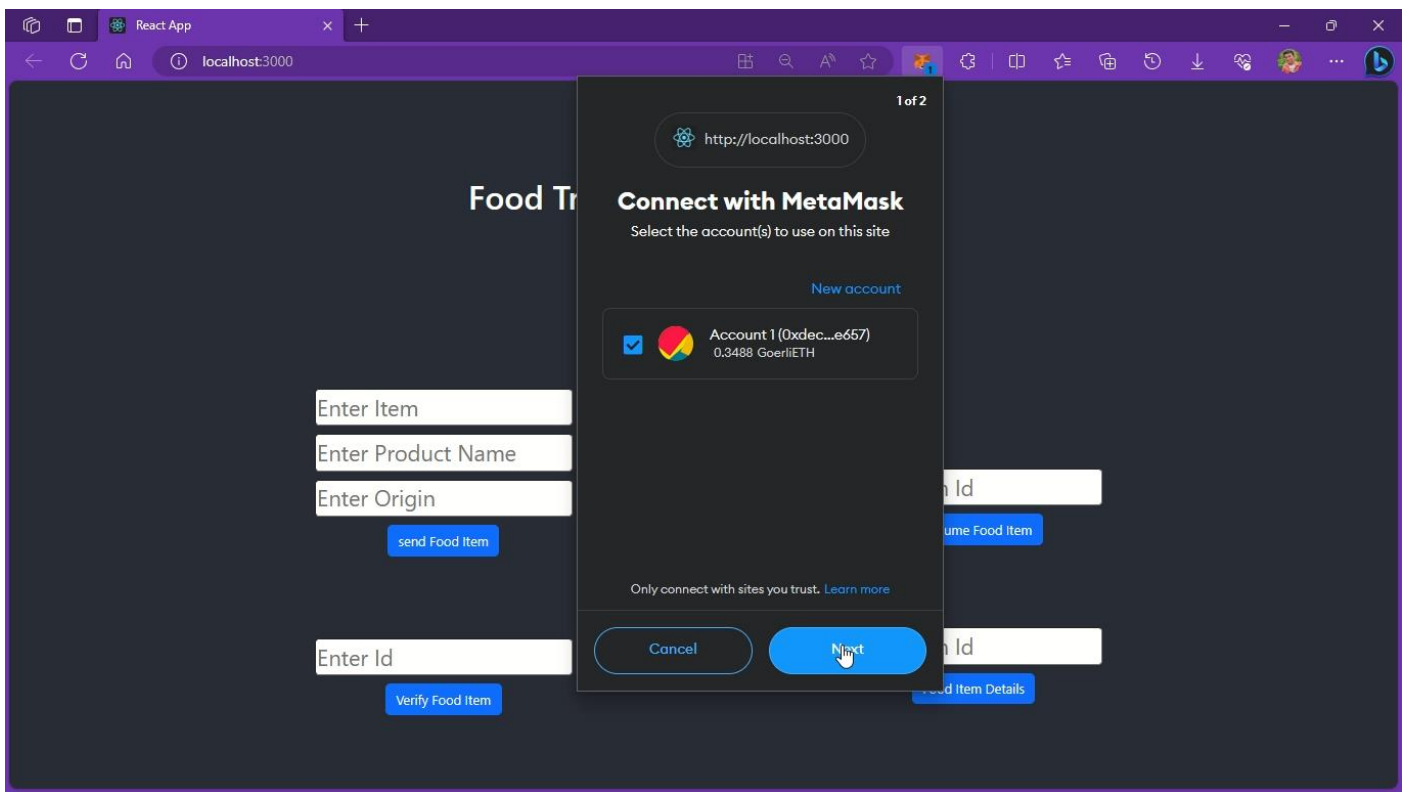 React App
localhost:3000
1 of 2
http://localhost:3000
Food Tr
Connect with MetaMask
Select the account(s) to use on this site
New account
Account 1 (0xdec...e657)
0.3488 GoerliETH
Enter Item
Enter Product Name
Enter Origin
send Food Item
Id
ume Food Item
Only connect with sites you trust. Learn more
Cancel
Next
Enter Id
Id
Verify Food Item
Food Item Details